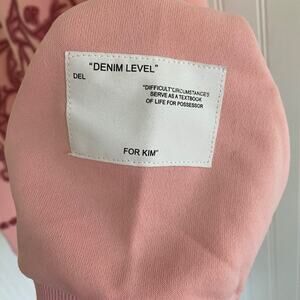 "DENIM LEVEL"
DEL
"DIFFICULT"CIRCUMSTANCES
SERVE AS A TEXTBOOK
OF LIFE FOR POSSESSOR
FOR KIM"